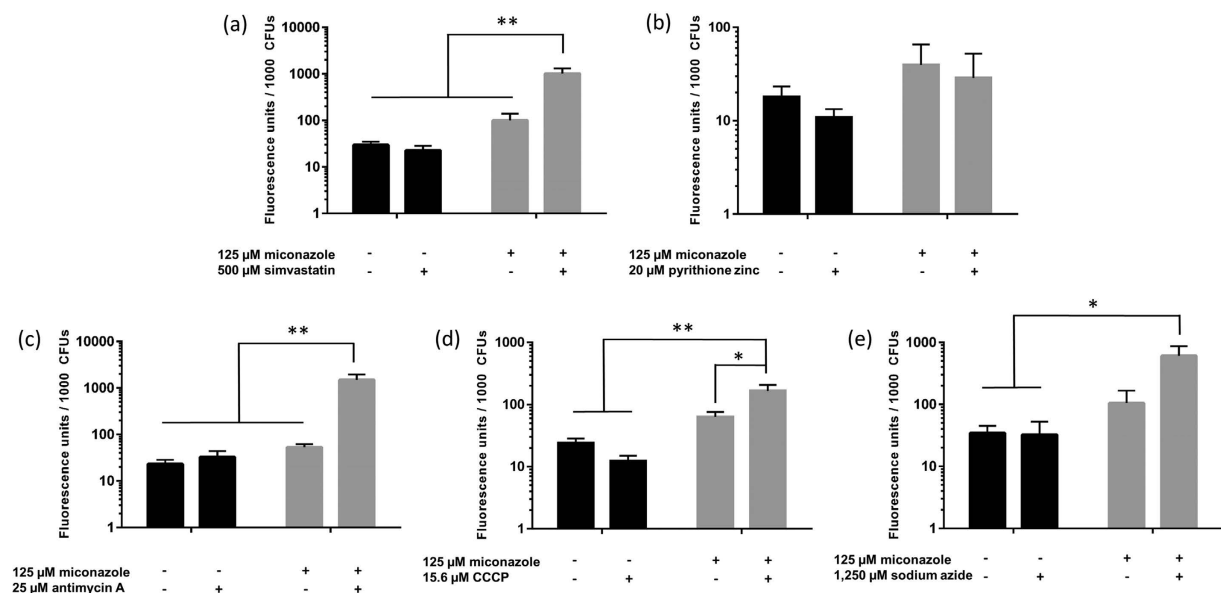 (a)
**
Fluorescence units / 1000 CFUs
10000
1000
100
10
1
125 µM miconazole - - + +
500 µM simvastatin - + - +
(b)
Fluorescence units / 1000 CFUs
100
10
1
125 µM miconazole - - + +
20 µM pyrithione zinc - + - +
(c)
**
Fluorescence units / 1000 CFUs
10000
1000
100
10
1
125 µM miconazole - - + +
25 µM antimycin A - + - +
(d)
**
*
Fluorescence units / 1000 CFUs
1000
100
10
1
125 µM miconazole - - + +
15.6 µM CCCP - + - +
(e)
*
Fluorescence units / 1000 CFUs
1000
100
10
1
125 µM miconazole - - + +
1,250 µM sodium azide - + - +